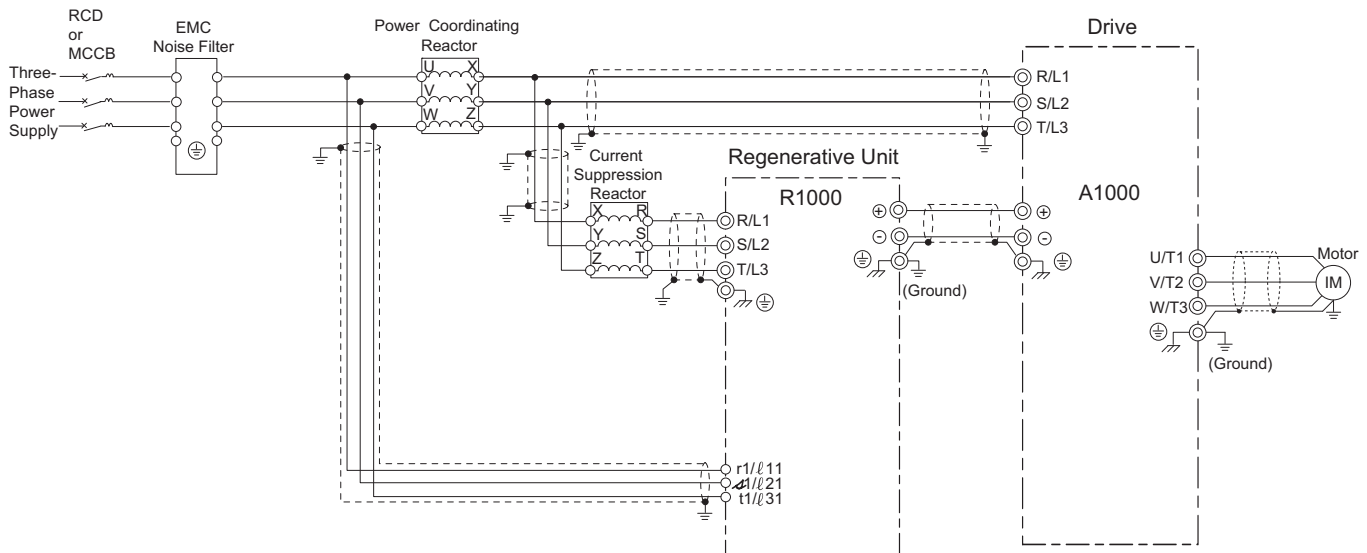 RCD
or
MCCB
EMC
Noise Filter
Power Coordinating
Reactor
Drive
Three-
Phase
Power
Supply
U X
V Y
W Z
R/L1
S/L2
T/L3
Current
Suppression
Reactor
Regenerative Unit
R1000
A1000
X R
Y S
Z T
R/L1
S/L2
T/L3
+
-
(Ground)
+
-
U/T1
V/T2
W/T3
Motor
IM
(Ground)
r1/ℓ11
s1/ℓ21
t1/ℓ31